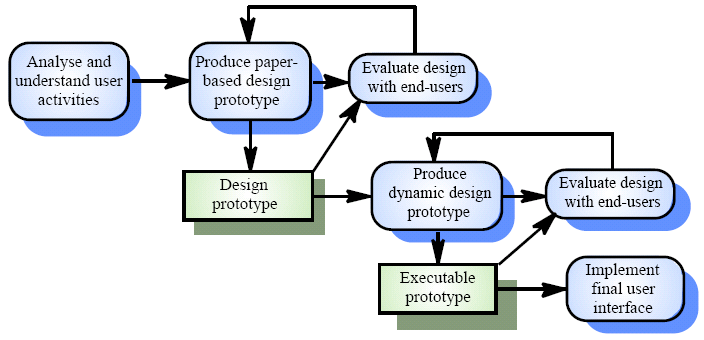 Analyse and
understand user
activities
Produce paper-
based design
prototype
Evaluate design
with end-users
Design
prototype
Produce
dynamic design
prototype
Evaluate design
with end-users
Executable
prototype
Implement
final user
interface